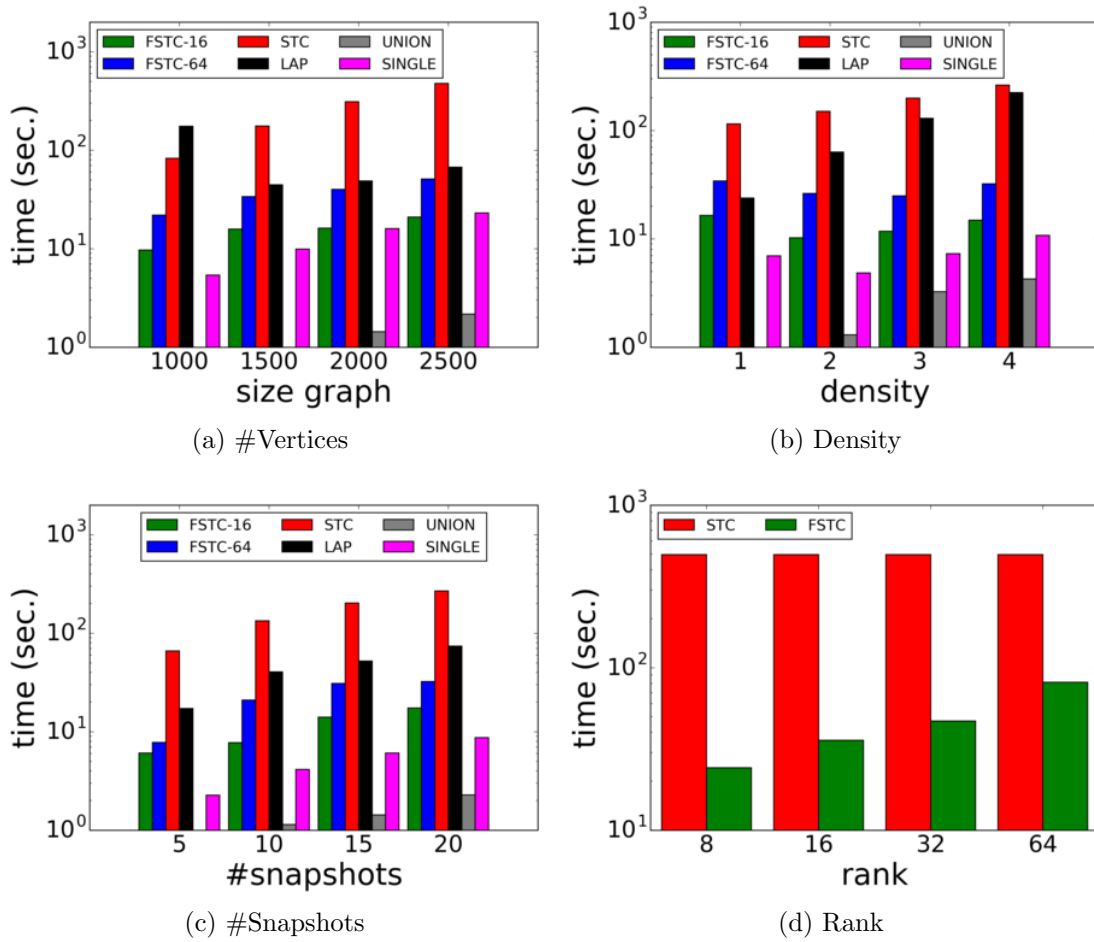 10^3
10^2
10^1
10^0
time (sec.)
FSTC-16 STC UNION
FSTC-64 LAP SINGLE
1000 1500 2000 2500
size graph
(a) #Vertices
10^3
10^2
10^1
10^0
time (sec.)
FSTC-16 STC UNION
FSTC-64 LAP SINGLE
1 2 3 4
density
(b) Density
10^3
10^2
10^1
10^0
time (sec.)
FSTC-16 STC UNION
FSTC-64 LAP SINGLE
5 10 15 20
#snapshots
(c) #Snapshots
10^3
10^2
10^1
time (sec.)
STC FSTC
8 16 32 64
rank
(d) Rank